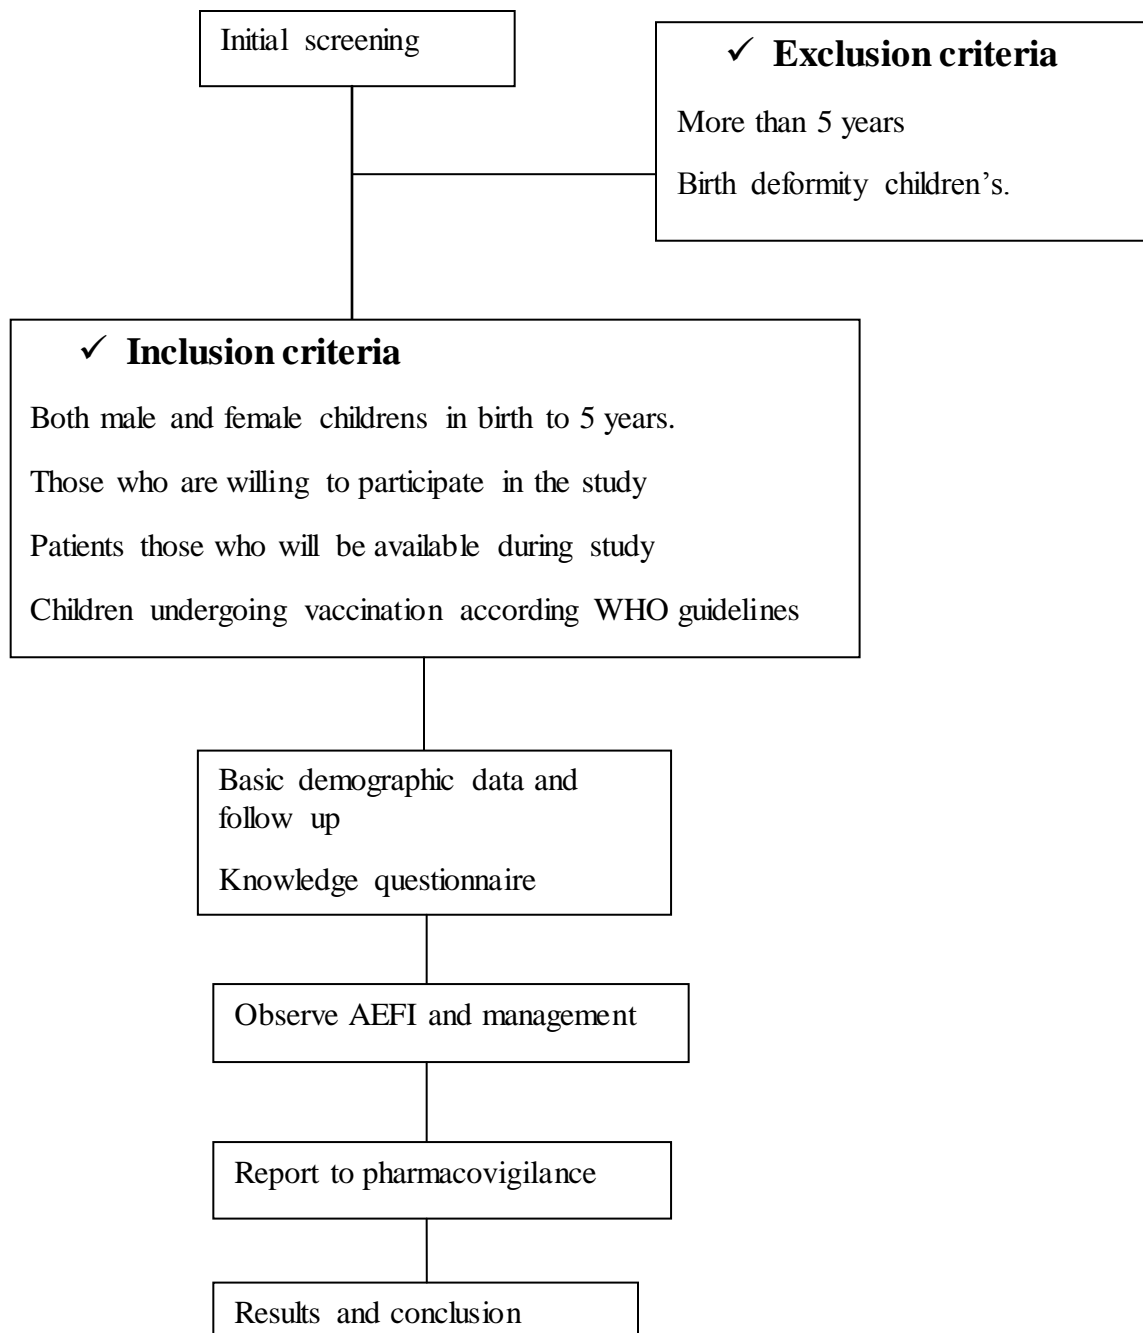 Initial screening
✓ Exclusion criteria
More than 5 years
Birth deformity children’s.
✓ Inclusion criteria
Both male and female childrens in birth to 5 years.
Those who are willing to participate in the study
Patients those who will be available during study
Children undergoing vaccination according WHO guidelines
Basic demographic data and
follow up
Knowledge questionnaire
Observe AEFI and management
Report to pharmacovigilance
Results and conclusion